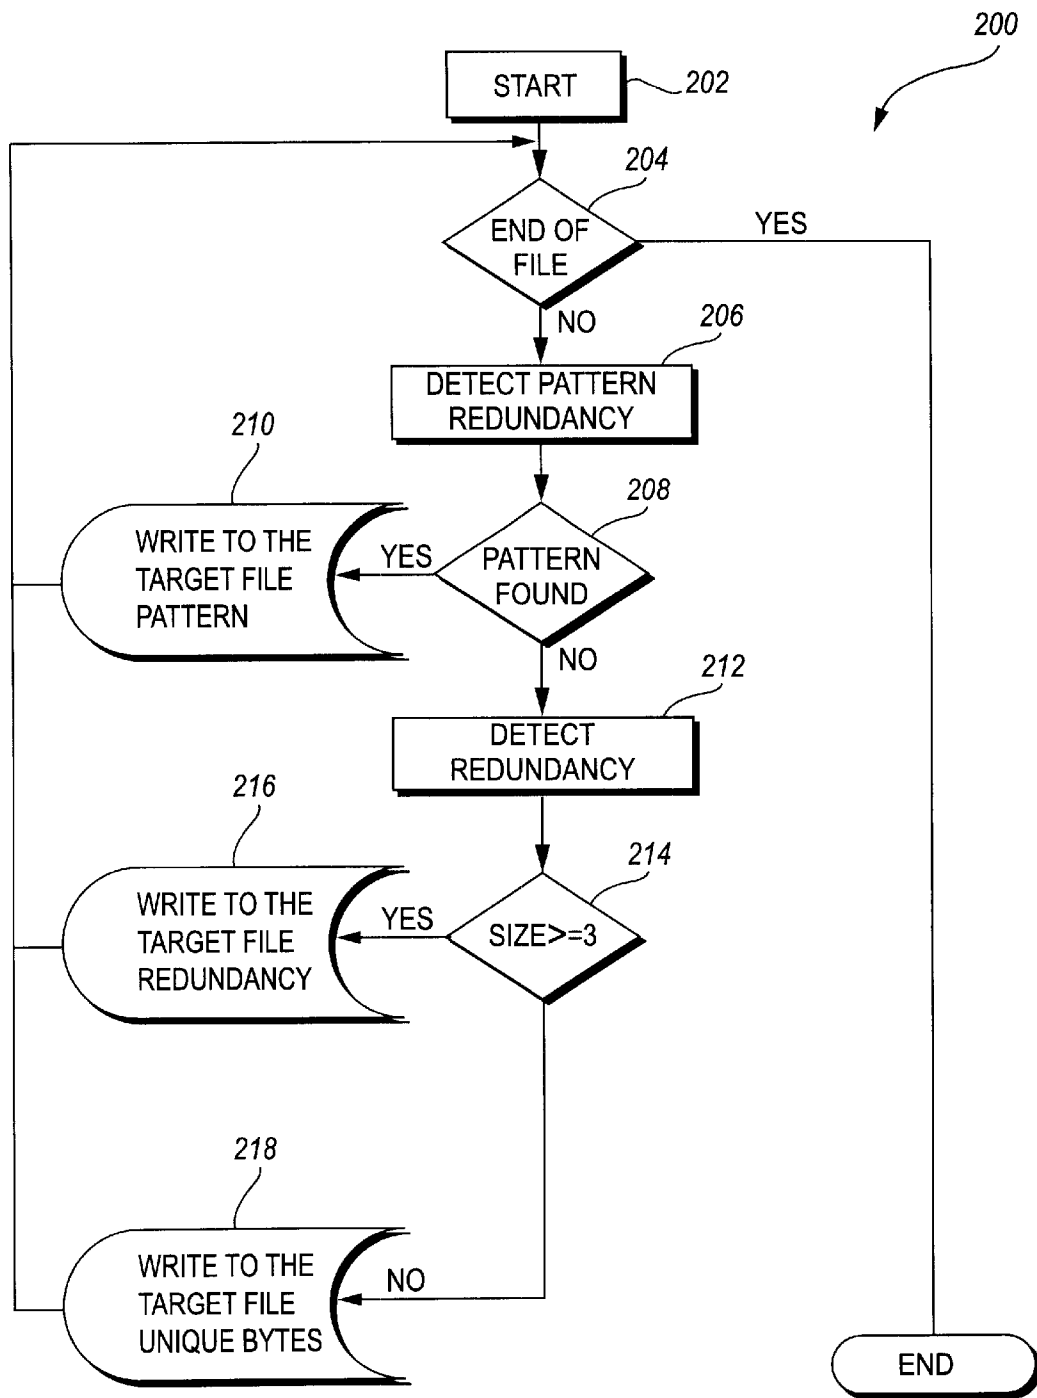 200
START
202
204
END OF
FILE
YES
NO
206
DETECT PATTERN
REDUNDANCY
210
208
WRITE TO THE
TARGET FILE
PATTERN
YES
PATTERN
FOUND
NO
212
DETECT
REDUNDANCY
216
214
WRITE TO THE
TARGET FILE
REDUNDANCY
YES
SIZE>=3
218
WRITE TO THE
TARGET FILE
UNIQUE BYTES
NO
END